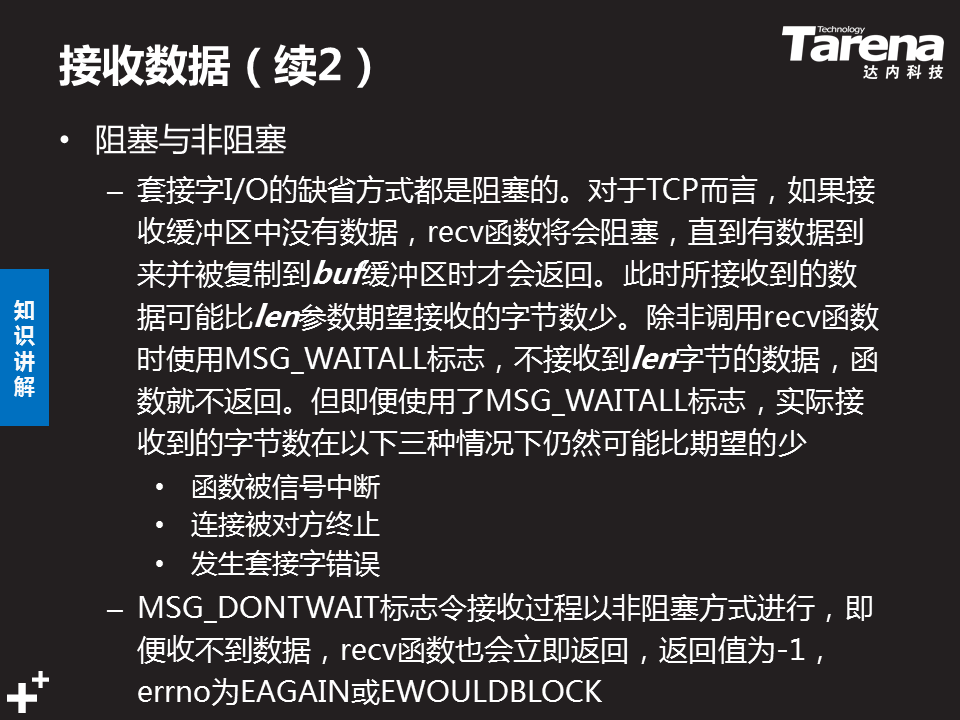 接收数据（续2）
Technology
Tarena
达内科技
• 阻塞与非阻塞
– 套接字I/O的缺省方式都是阻塞的。对于TCP而言，如果接
收缓冲区中没有数据，recv函数将会阻塞，直到有数据到
来并被复制到buf缓冲区时才会返回。此时所接收到的数
据可能比len参数期望接收的字节数少。除非调用recv函数
时使用MSG_WAITALL标志，不接收到len字节的数据，函
数就不返回。但即便使用了MSG_WAITALL标志，实际接
收到的字节数在以下三种情况下仍然可能比期望的少
• 函数被信号中断
• 连接被对方终止
• 发生套接字错误
– MSG_DONTWAIT标志令接收过程以非阻塞方式进行，即
便收不到数据，recv函数也会立即返回，返回值为-1，
errno为EAGAIN或EWOULDBLOCK
知
识
讲
解